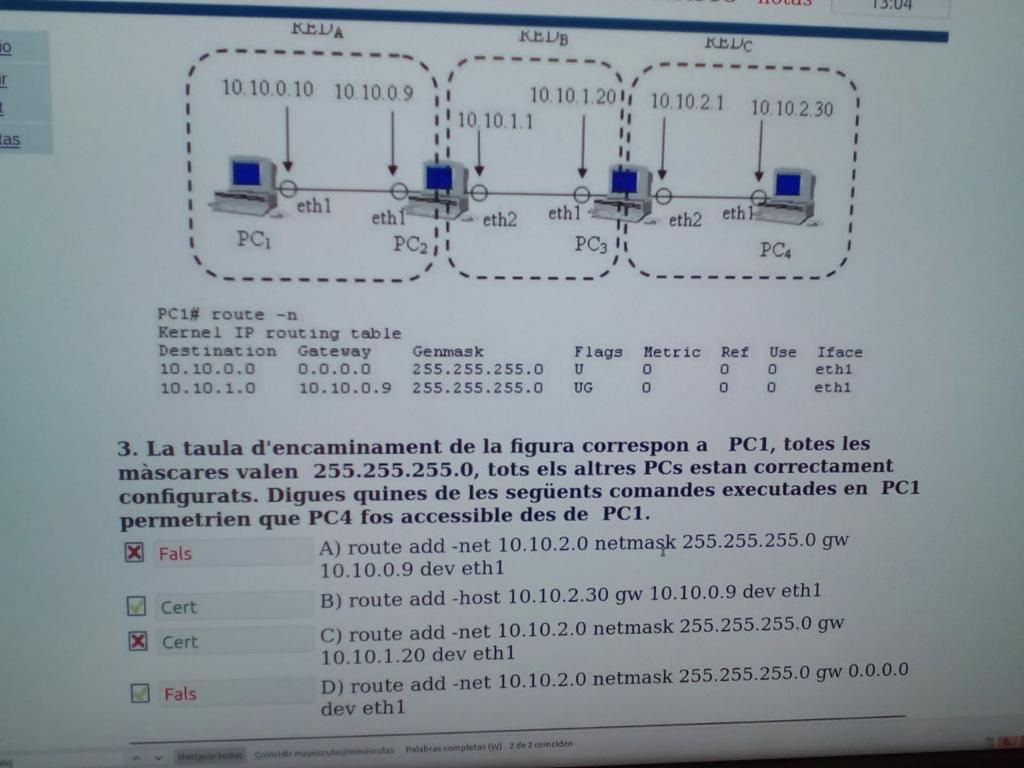 notus
13:04
io
ir
t
tas
REDA
REDB
REDC
10.10.0.10
10.10.0.9
10.10.1.1
10.10.1.20
10.10.2.1
10.10.2.30
eth1
eth1
eth2
eth1
eth2
eth1
PC1
PC2
PC3
PC4
PC1# route -n
Kernel IP routing table
Destination Gateway Genmask Flags Metric Ref Use Iface
10.10.0.0 0.0.0.0 255.255.255.0 U 0 0 0 eth1
10.10.1.0 10.10.0.9 255.255.255.0 UG 0 0 0 eth1
3. La taula d'encaminament de la figura correspon a PC1, totes les
màscares valen 255.255.255.0, tots els altres PCs estan correctament
configurats. Digues quines de les següents comandes executades en PC1
permetrien que PC4 fos accessible des de PC1.
Fals A) route add -net 10.10.2.0 netmask 255.255.255.0 gw
10.10.0.9 dev eth1
Cert B) route add -host 10.10.2.30 gw 10.10.0.9 dev eth1
Cert C) route add -net 10.10.2.0 netmask 255.255.255.0 gw
10.10.1.20 dev eth1
Fals D) route add -net 10.10.2.0 netmask 255.255.255.0 gw 0.0.0.0
dev eth1
Destacar todas Coincidir mayúsculas/minúsculas Palabras completas (W) 2 de 2 coinciden